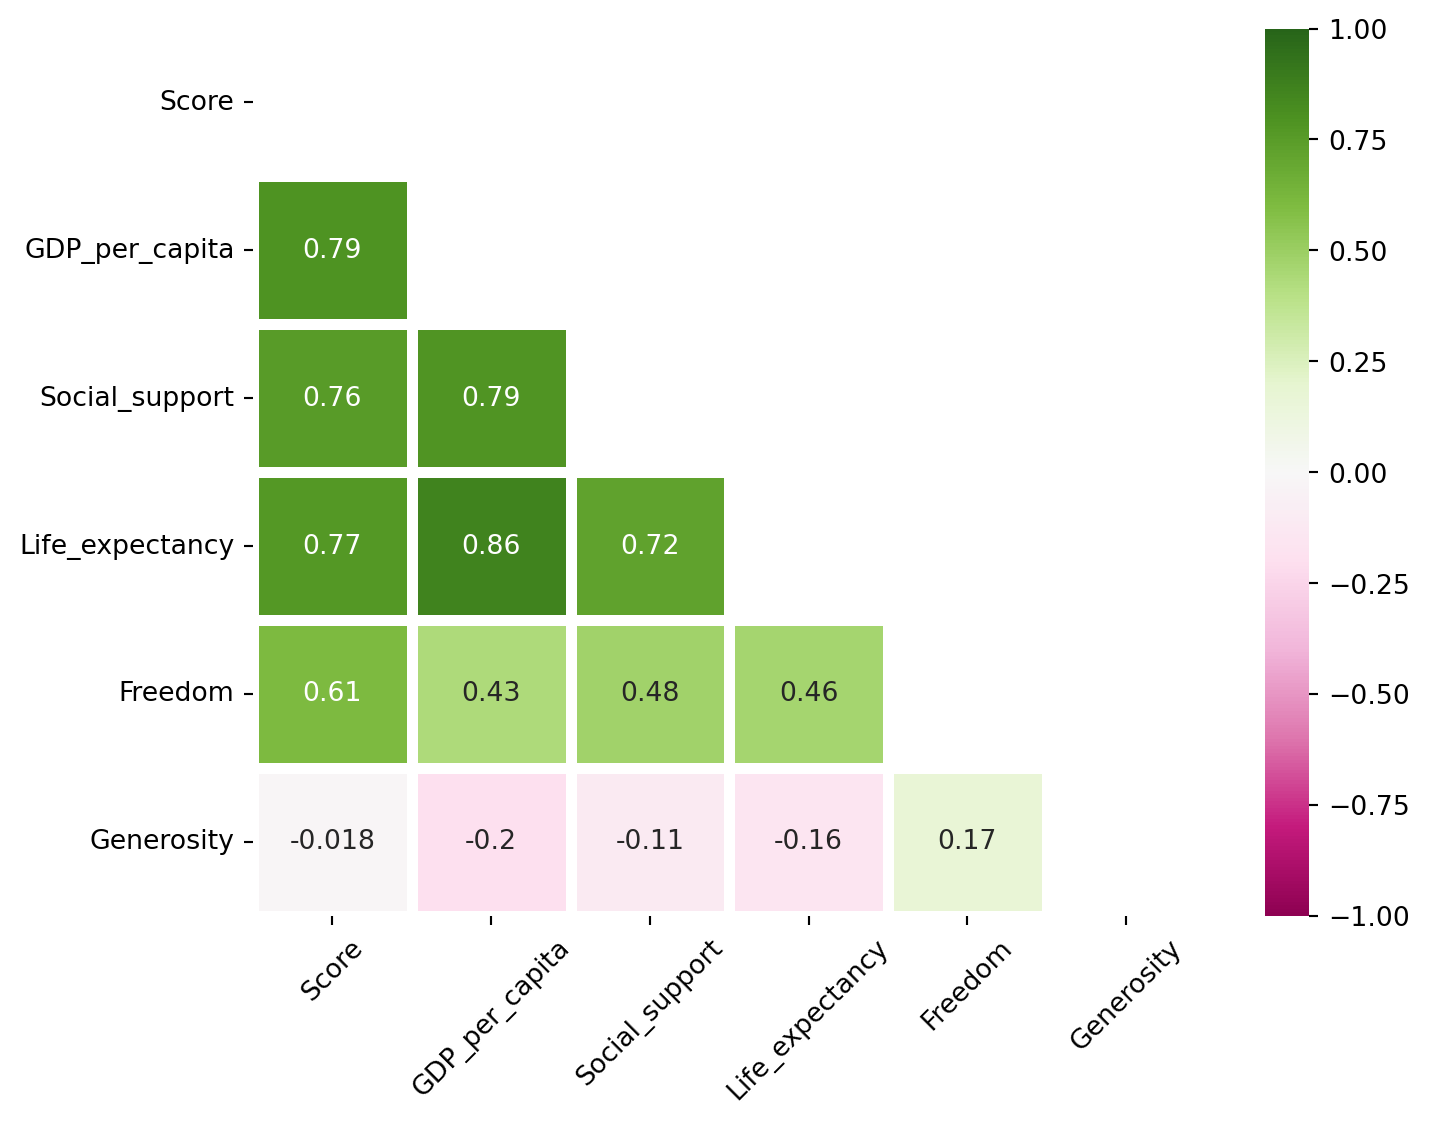 Score
GDP_per_capita 0.79
Social_support 0.76 0.79
Life_expectancy 0.77 0.86 0.72
Freedom 0.61 0.43 0.48 0.46
Generosity -0.018 -0.2 -0.11 -0.16 0.17
Score GDP_per_capita Social_support Life_expectancy Freedom Generosity
1.00
0.75
0.50
0.25
0.00
−0.25
−0.50
−0.75
−1.00